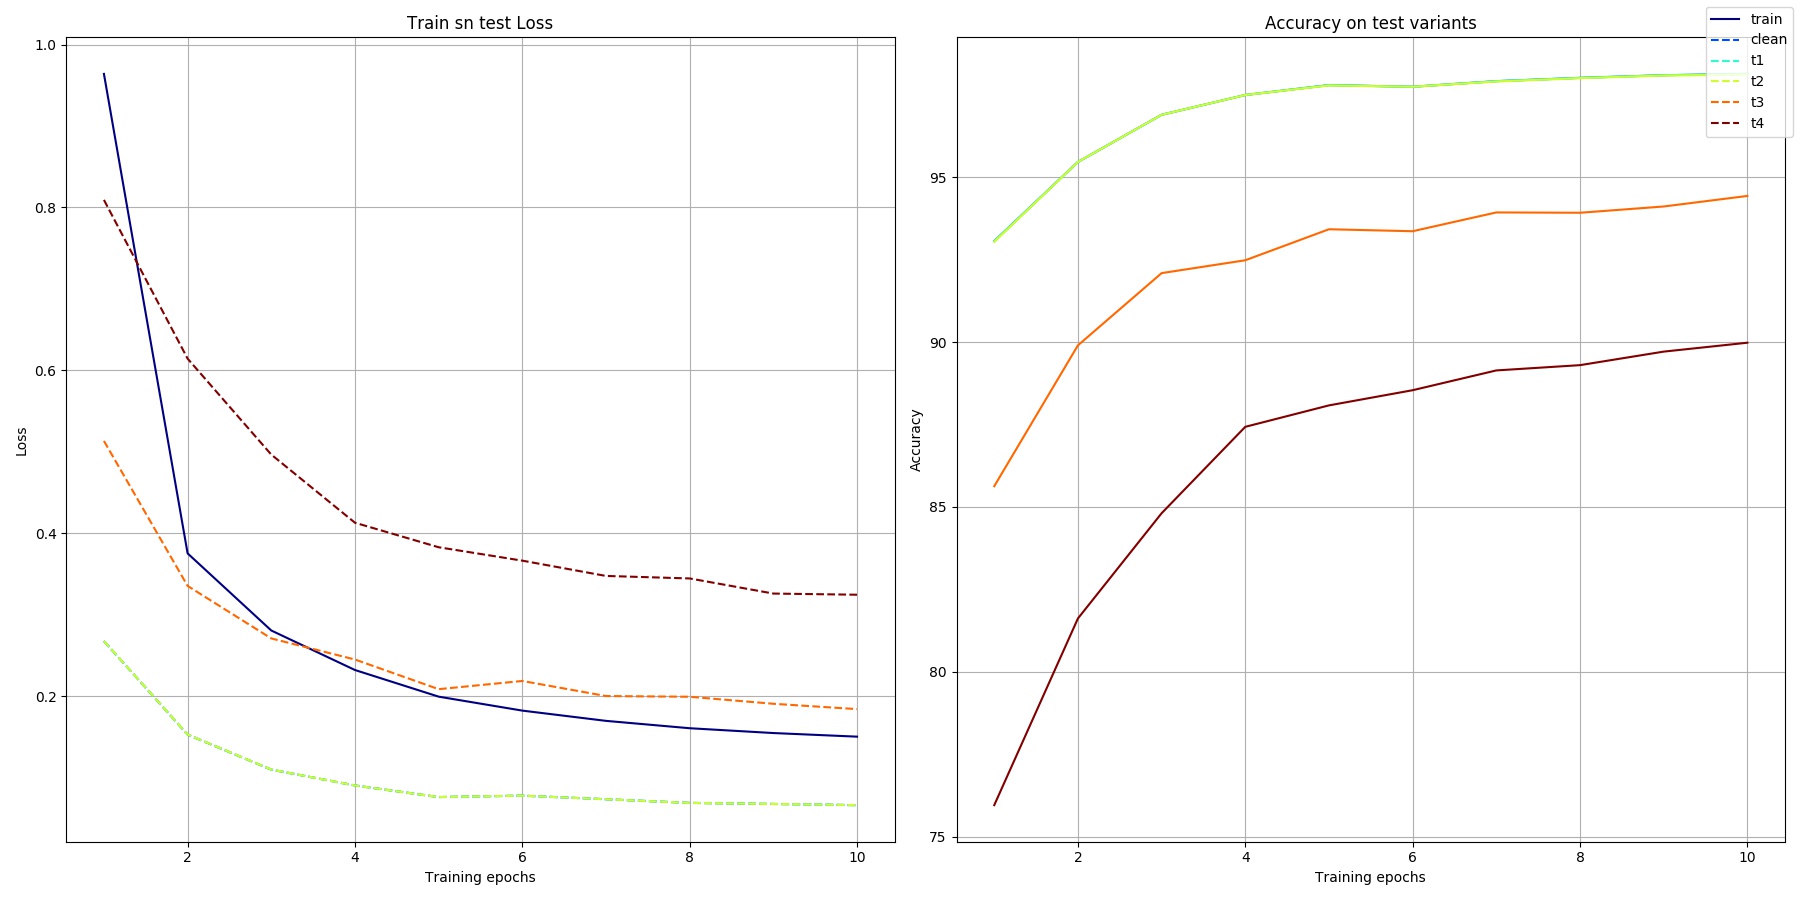 Train sn test Loss
1.0
0.8
0.6
0.4
0.2
Loss
2
4
6
8
10
Training epochs
Accuracy on test variants
95
90
85
80
75
Accuracy
2
4
6
8
10
Training epochs
train
clean
t1
t2
t3
t4